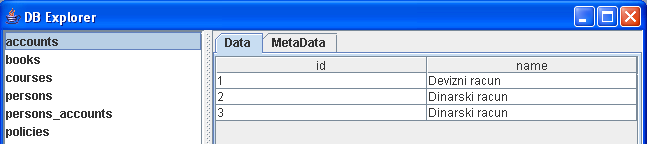 DB Explorer
accounts
books
courses
persons
persons_accounts
policies
Data MetaData
id name
1 Devizni racun
2 Dinarski racun
3 Dinarski racun